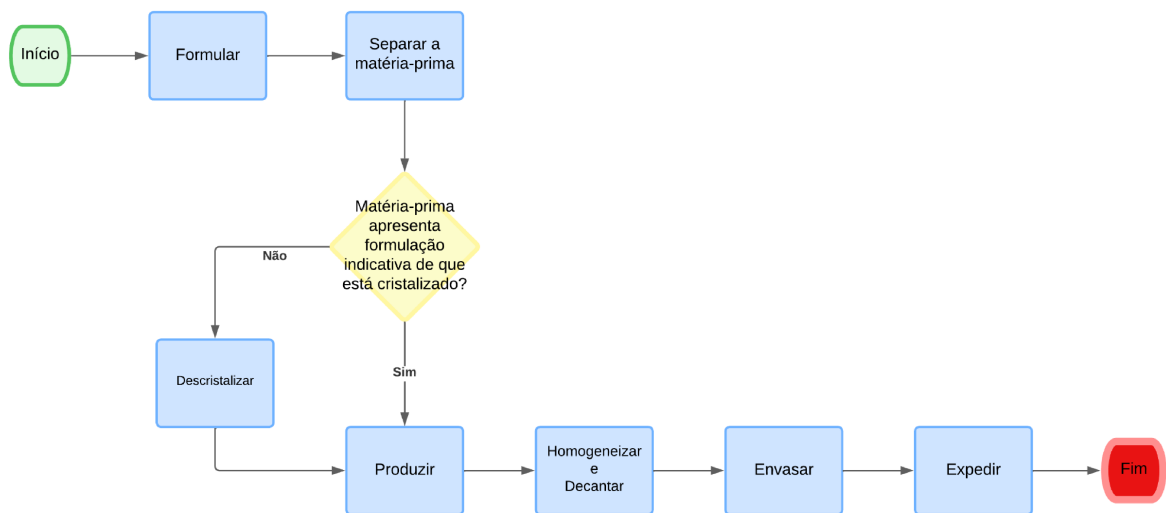 Início
Formular
Separar a
matéria-prima
Matéria-prima
apresenta
formulação
indicativa de que
está cristalizado?
Não
Descristalizar
Sim
Produzir
Homogeneizar
e
Decantar
Envasar
Expedir
Fim